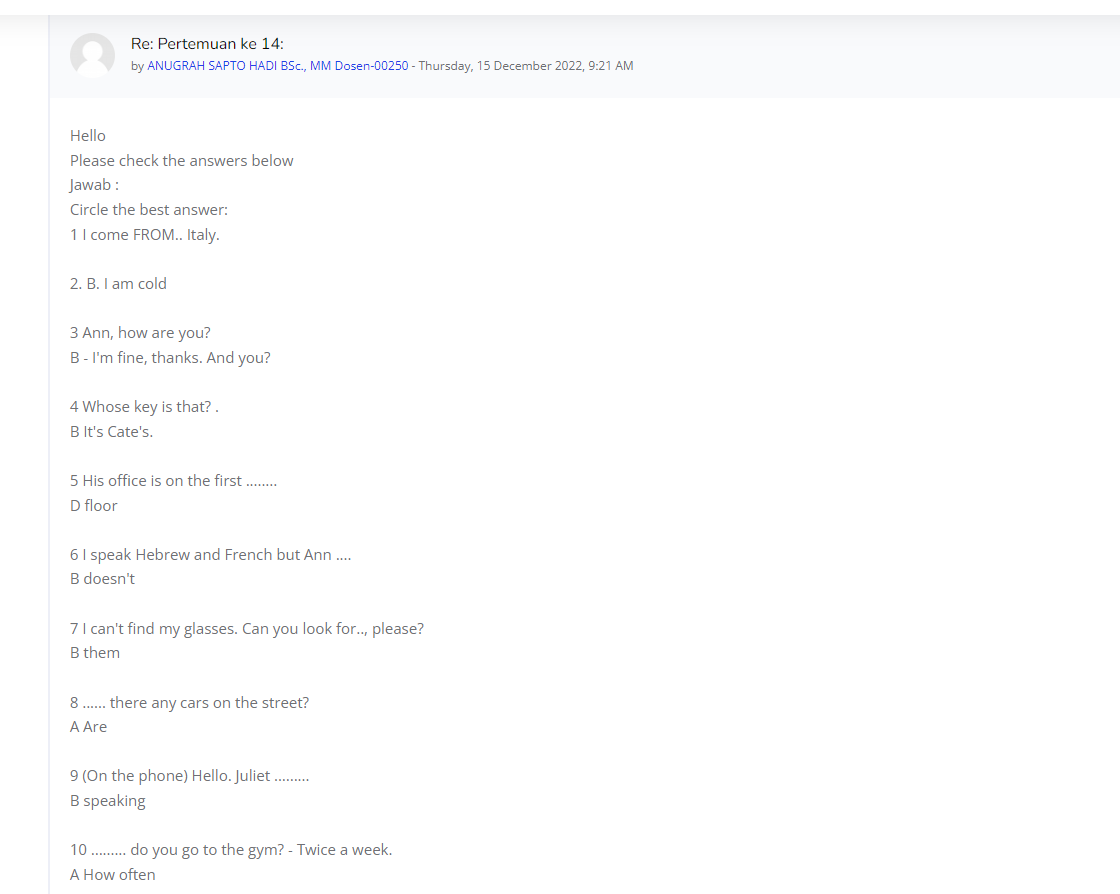 Re: Pertemuan ke 14:
by ANUGRAH SAPTO HADI BSc., MM Dosen-00250 - Thursday, 15 December 2022, 9:21 AM
Hello
Please check the answers below
Jawab :
Circle the best answer:
1 I come FROM.. Italy.
2. B. I am cold
3 Ann, how are you?
B - I'm fine, thanks. And you?
4 Whose key is that? .
B It's Cate's.
5 His office is on the first ........
D floor
6 I speak Hebrew and French but Ann ....
B doesn't
7 I can't find my glasses. Can you look for.., please?
B them
8 ...... there any cars on the street?
A Are
9 (On the phone) Hello. Juliet .........
B speaking
10 ......... do you go to the gym? - Twice a week.
A How often